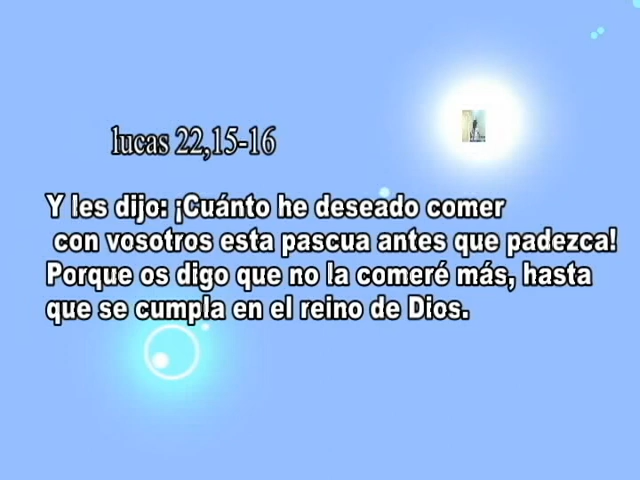 lucas 22,15-16
Y les dijo: ¡Cuánto he deseado comer
con vosotros esta pascua antes que padezca!
Porque os digo que no la comeré más, hasta
que se cumpla en el reino de Dios.